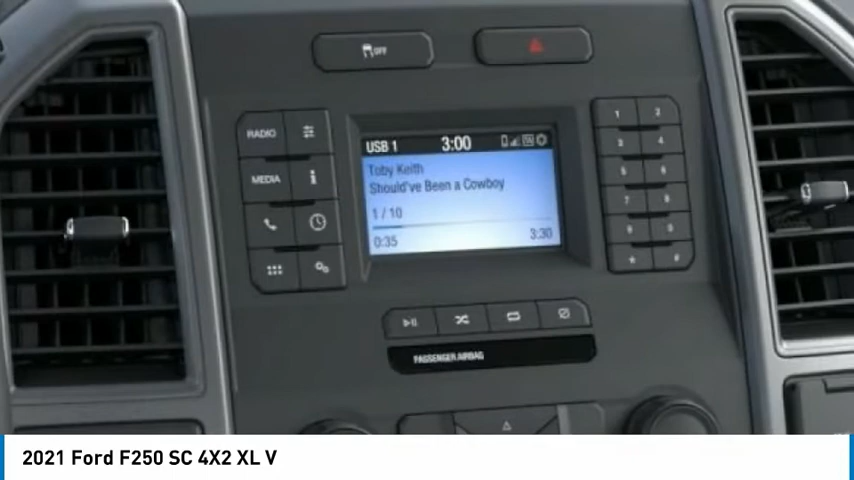 OFF
RADIO
MEDIA
USB 1 3:00
Toby Keith
Should've Been a Cowboy
1 / 10
0:35 3:30
1 2
3 4
5 6
7 8
9 0
* #
PASSENGER AIRBAG
2021 Ford F250 SC 4X2 XL V